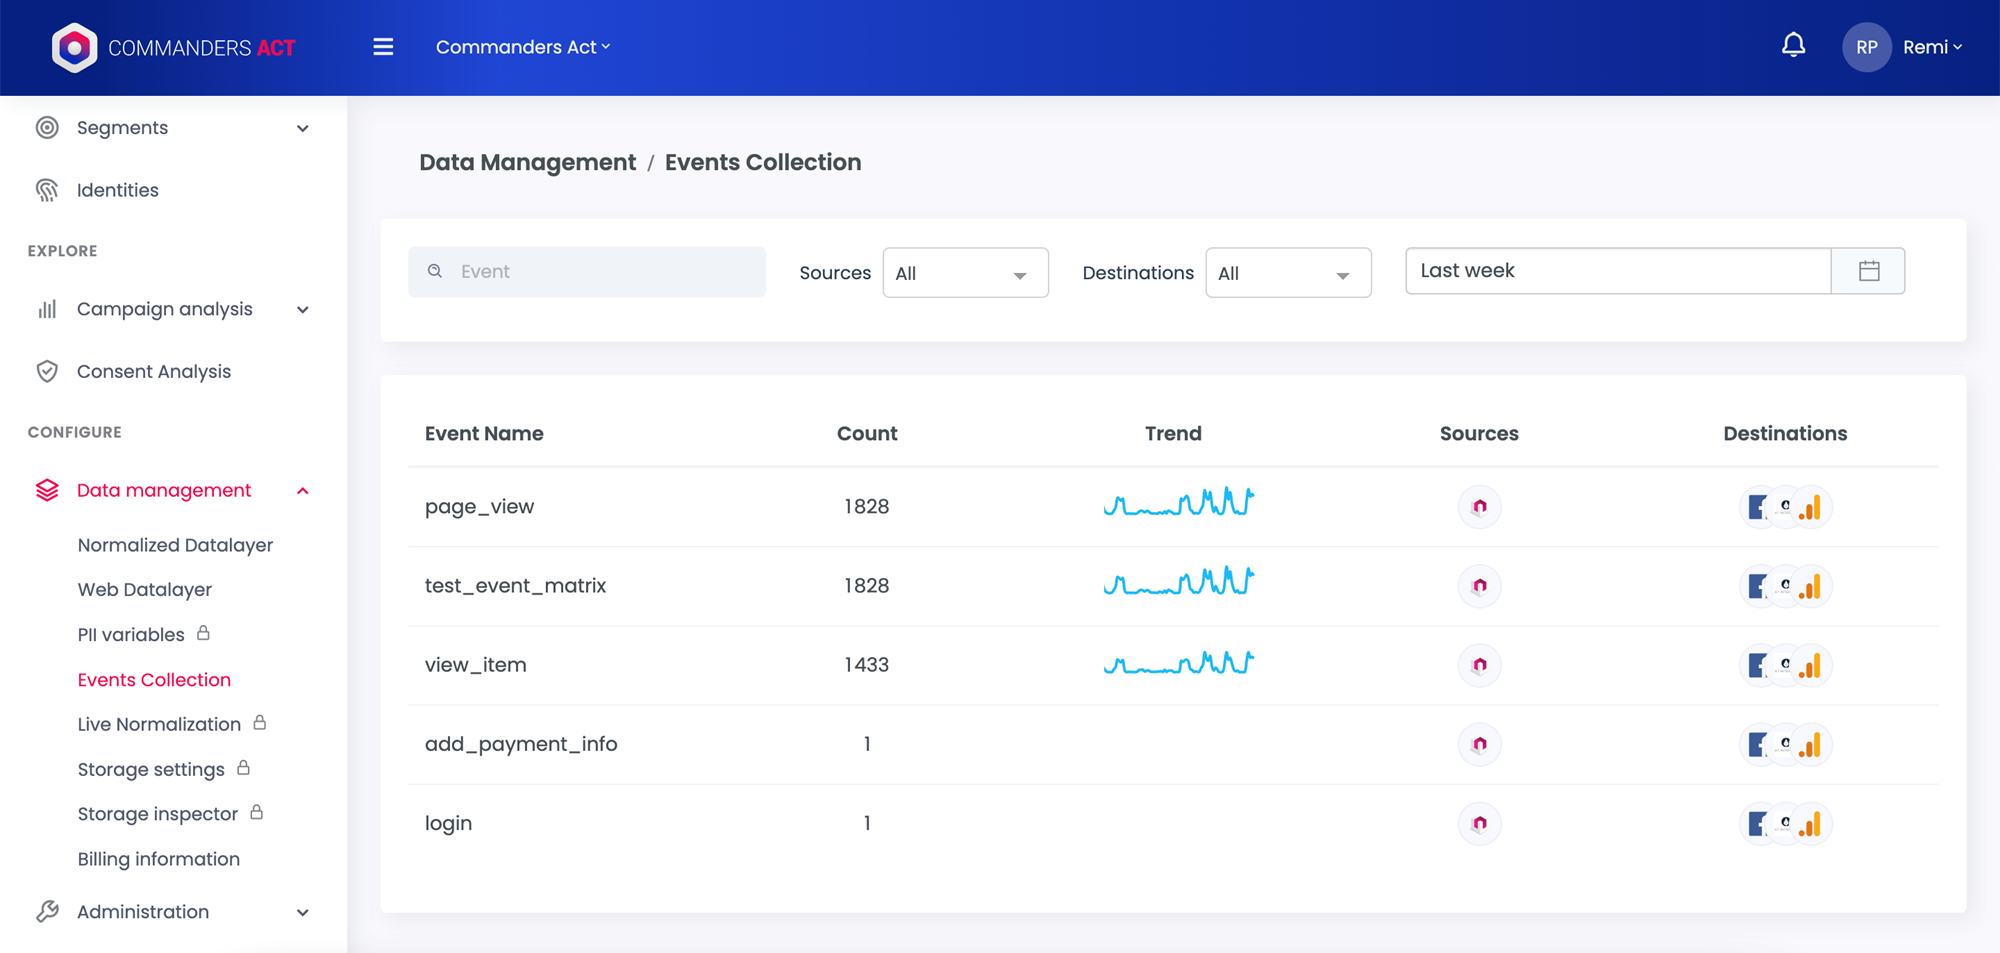 COMMANDERS ACT
Commanders Act
RP
Remi
Segments
Identities
EXPLORE
Campaign analysis
Consent Analysis
CONFIGURE
Data management
Normalized Datalayer
Web Datalayer
PII variables
Events Collection
Live Normalization
Storage settings
Storage inspector
Billing information
Administration
Data Management / Events Collection
Event
Sources All
Destinations All
Last week
Event Name Count Trend Sources Destinations
page_view 1828
test_event_matrix 1828
view_item 1433
add_payment_info 1
login 1